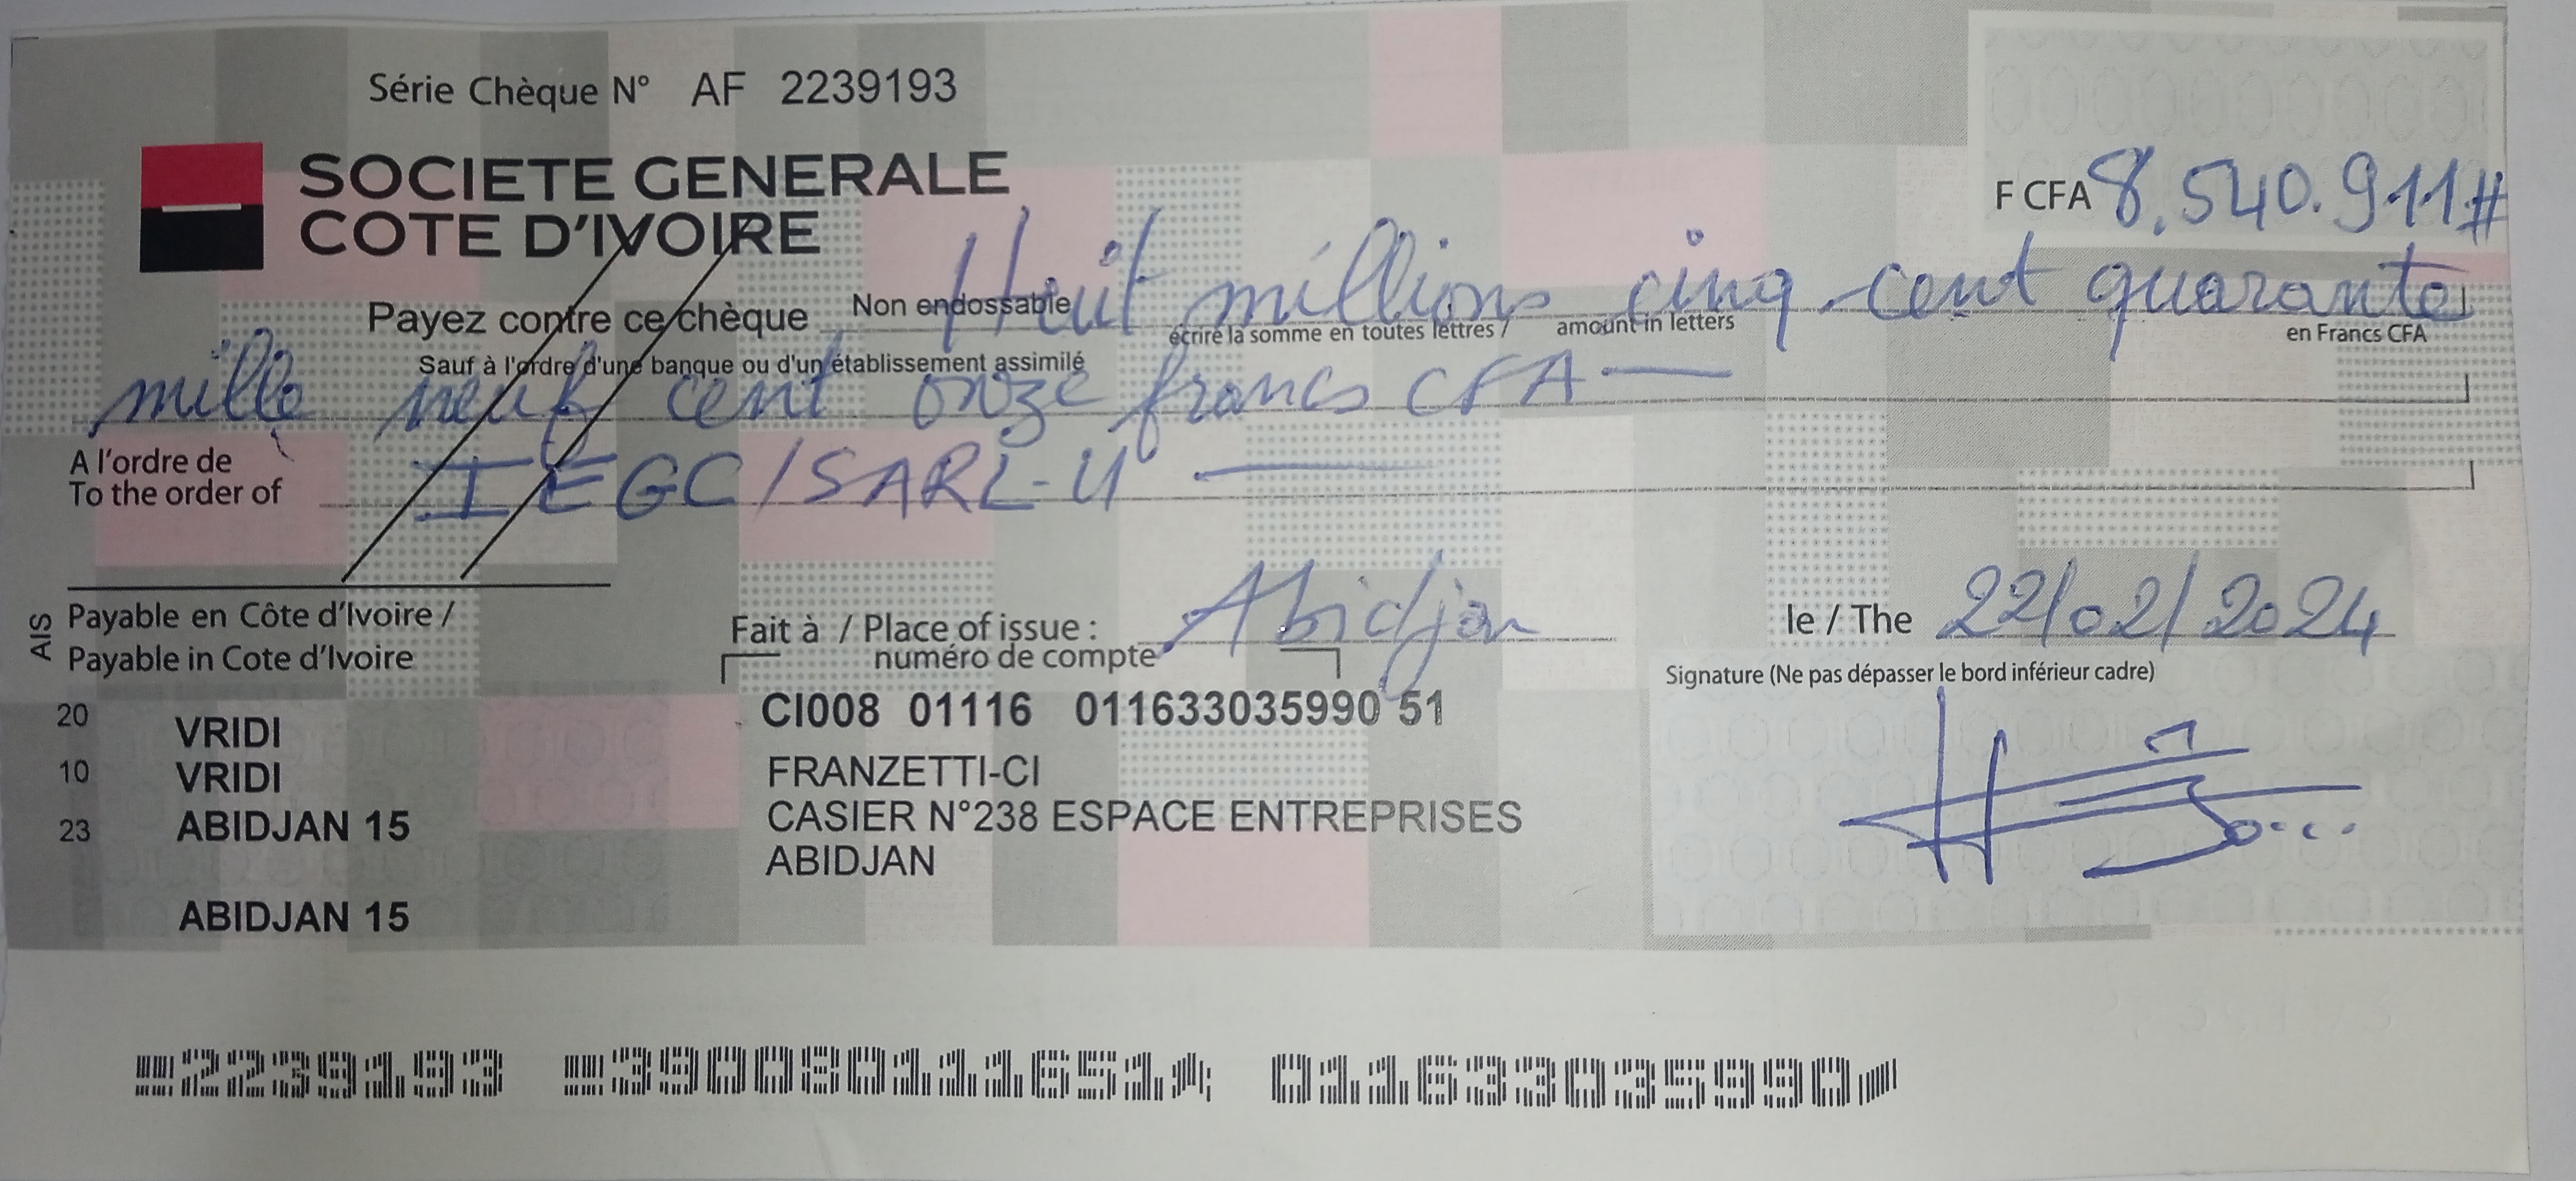 Série Chèque N° AF 2239193
SOCIETE GENERALE
COTE D'IVOIRE
F CFA 8.540.911#
Payez contre ce chèque Non endossable Huit millions cinq cent quarante
écrire la somme en toutes lettres / amount in letters
en Francs CFA
Sauf à l'ordre d'une banque ou d'un établissement assimilé
mille neuf cent onze francs CFA —
A l'ordre de
To the order of
IEGC/SARL-U —
AIS
Payable en Côte d'Ivoire /
Payable in Cote d'Ivoire
Fait à / Place of issue : Abidjan
le / The 22/02/2024
numéro de compte
Signature (Ne pas dépasser le bord inférieur cadre)
CI008 01116 011633035990 51
20 VRIDI
10 VRIDI
23 ABIDJAN 15
ABIDJAN 15
FRANZETTI-CI
CASIER N°238 ESPACE ENTREPRISES
ABIDJAN
2239193 390080111651 011633035990